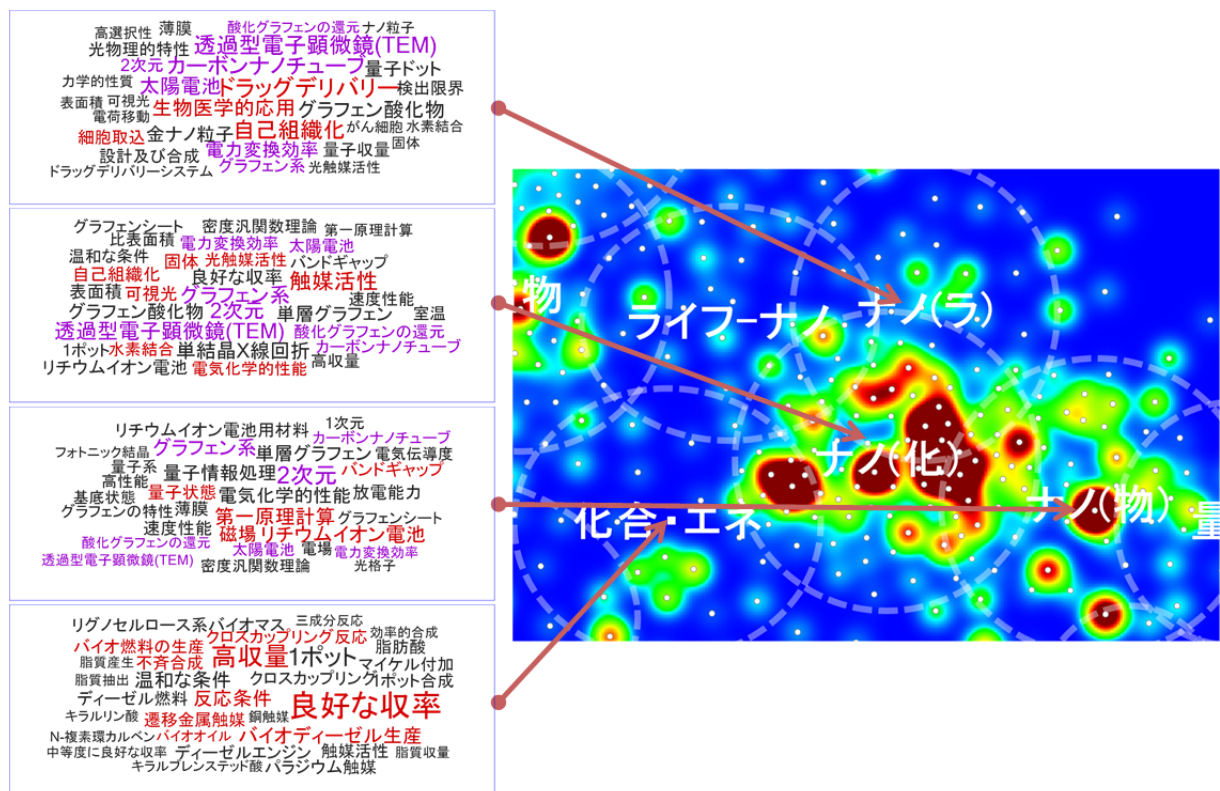 高選択性 薄膜 酸化グラフェンの還元 ナノ粒子
光物理的特性 透過型電子顕微鏡(TEM)
2次元 カーボンナノチューブ 量子ドット
力学的性質 太陽電池 ドラッグデリバリー 検出限界
表面積 可視光 生物医学的応用 グラフェン酸化物
電荷移動
細胞取込 金ナノ粒子 自己組織化 がん細胞 水素結合
設計及び合成 電力変換効率 量子収量 固体
ドラッグデリバリーシステム グラフェン系 光触媒活性
グラフェンシート 密度汎関数理論 第一原理計算
比表面積 電力変換効率 太陽電池
温和な条件 固体 光触媒活性 バンドギャップ
自己組織化 良好な収率 触媒活性
表面積 可視光 グラフェン系 速度性能
グラフェン酸化物 2次元 単層グラフェン 室温
透過型電子顕微鏡(TEM) 酸化グラフェンの還元
1ポット 水素結合 単結晶X線回折 カーボンナノチューブ
リチウムイオン電池 電気化学的性能 高収量
リチウムイオン電池用材料 1次元
カーボンナノチューブ
フォトニック結晶 グラフェン系 単層グラフェン 電気伝導度
量子系 量子情報処理 2次元 バンドギャップ
高性能
基底状態 量子状態 電気化学的性能 放電能力
グラフェンの特性 薄膜 第一原理計算 グラフェンシート
速度性能 磁場 リチウムイオン電池
酸化グラフェンの還元 太陽電池 電場 電力変換効率
透過型電子顕微鏡(TEM) 密度汎関数理論 光格子
リグノセルロース系バイオマス 三成分反応
バイオ燃料の生産 クロスカップリング反応 効率的合成
脂質産生 不斉合成 高収量 1ポット 脂肪酸
マイケル付加
脂質抽出 温和な条件 クロスカップリング 1ポット合成
ディーゼル燃料 反応条件 良好な収率
キラルリン酸 遷移金属触媒 銅触媒
N-複素環カルベン バイオオイル バイオディーゼル生産
中等度に良好な収率 ディーゼルエンジン 触媒活性 脂質収量
キラルブレンステッド酸 パラジウム触媒
物
ライフ-ナノ
ナノ(ラ)
ナノ(化)
化合・エネ
ナノ(物)
量